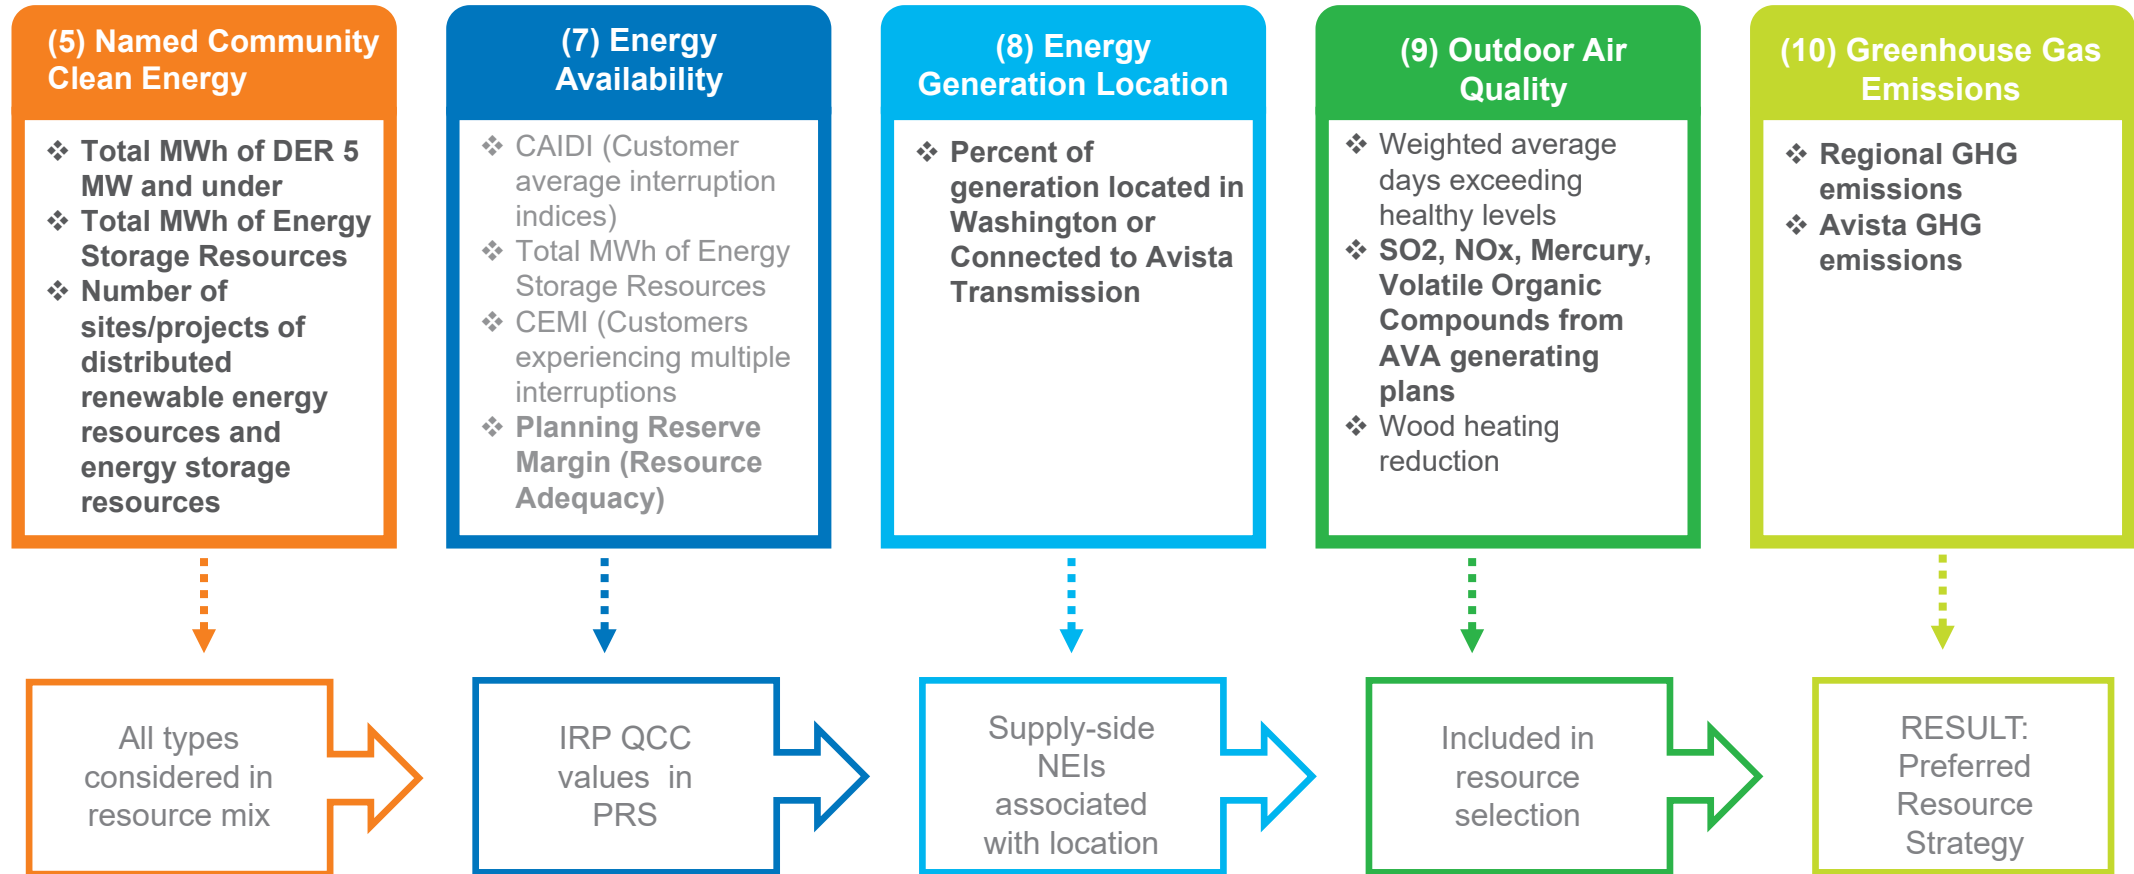 (5) Named Community
Clean Energy
❖ Total MWh of DER 5
MW and under
❖ Total MWh of Energy
Storage Resources
❖ Number of
sites/projects of
distributed
renewable energy
resources and
energy storage
resources
(7) Energy
Availability
❖ CAIDI (Customer
average interruption
indices)
❖ Total MWh of Energy
Storage Resources
❖ CEMI (Customers
experiencing multiple
interruptions
❖ Planning Reserve
Margin (Resource
Adequacy)
(8) Energy
Generation Location
❖ Percent of
generation located in
Washington or
Connected to Avista
Transmission
(9) Outdoor Air
Quality
❖ Weighted average
days exceeding
healthy levels
❖ SO2, NOx, Mercury,
Volatile Organic
Compounds from
AVA generating
plans
❖ Wood heating
reduction
(10) Greenhouse Gas
Emissions
❖ Regional GHG
emissions
❖ Avista GHG
emissions
All types
considered in
resource mix
IRP QCC
values in
PRS
Supply-side
NEIs
associated
with location
Included in
resource
selection
RESULT:
Preferred
Resource
Strategy